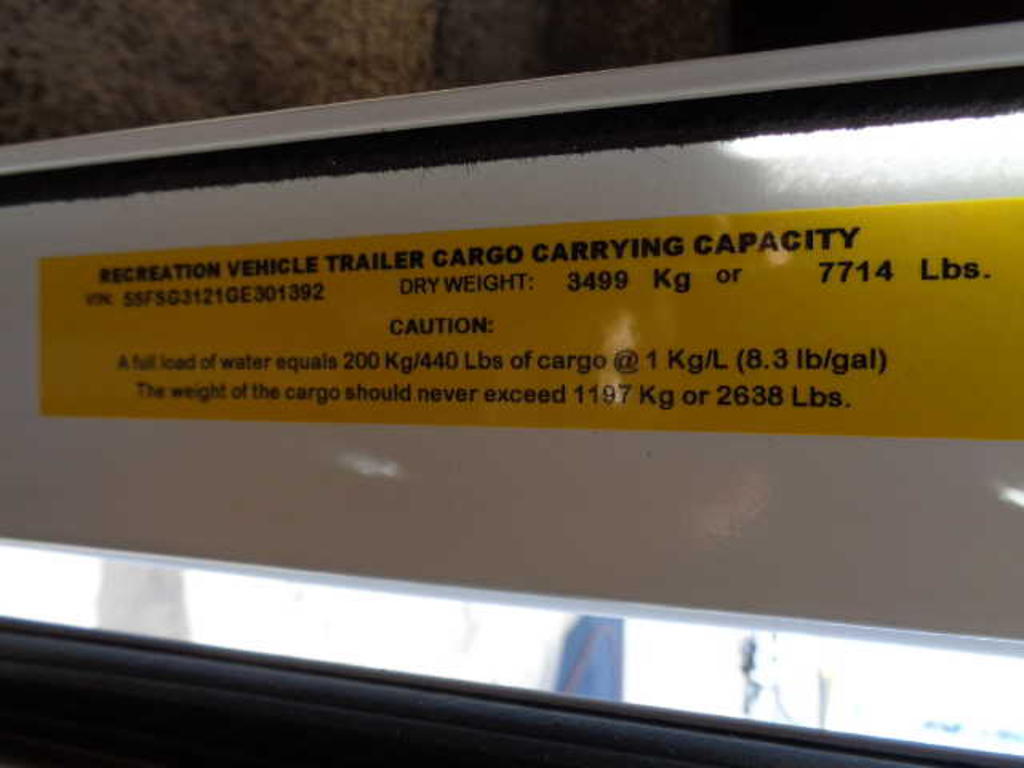 RECREATION VEHICLE TRAILER CARGO CARRYING CAPACITY
VIN: 5SFSG3121GE301392 DRY WEIGHT: 3499 Kg or 7714 Lbs.
CAUTION:
A full load of water equals 200 Kg/440 Lbs of cargo @ 1 Kg/L (8.3 lb/gal)
The weight of the cargo should never exceed 1197 Kg or 2638 Lbs.